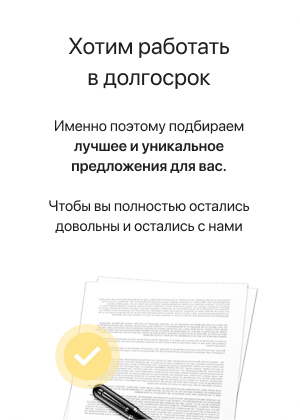 Хотим работать
в долгосрок
Именно поэтому подбираем
лучшее и уникальное
предложения для вас.
Чтобы вы полностью остались
довольны и остались с нами